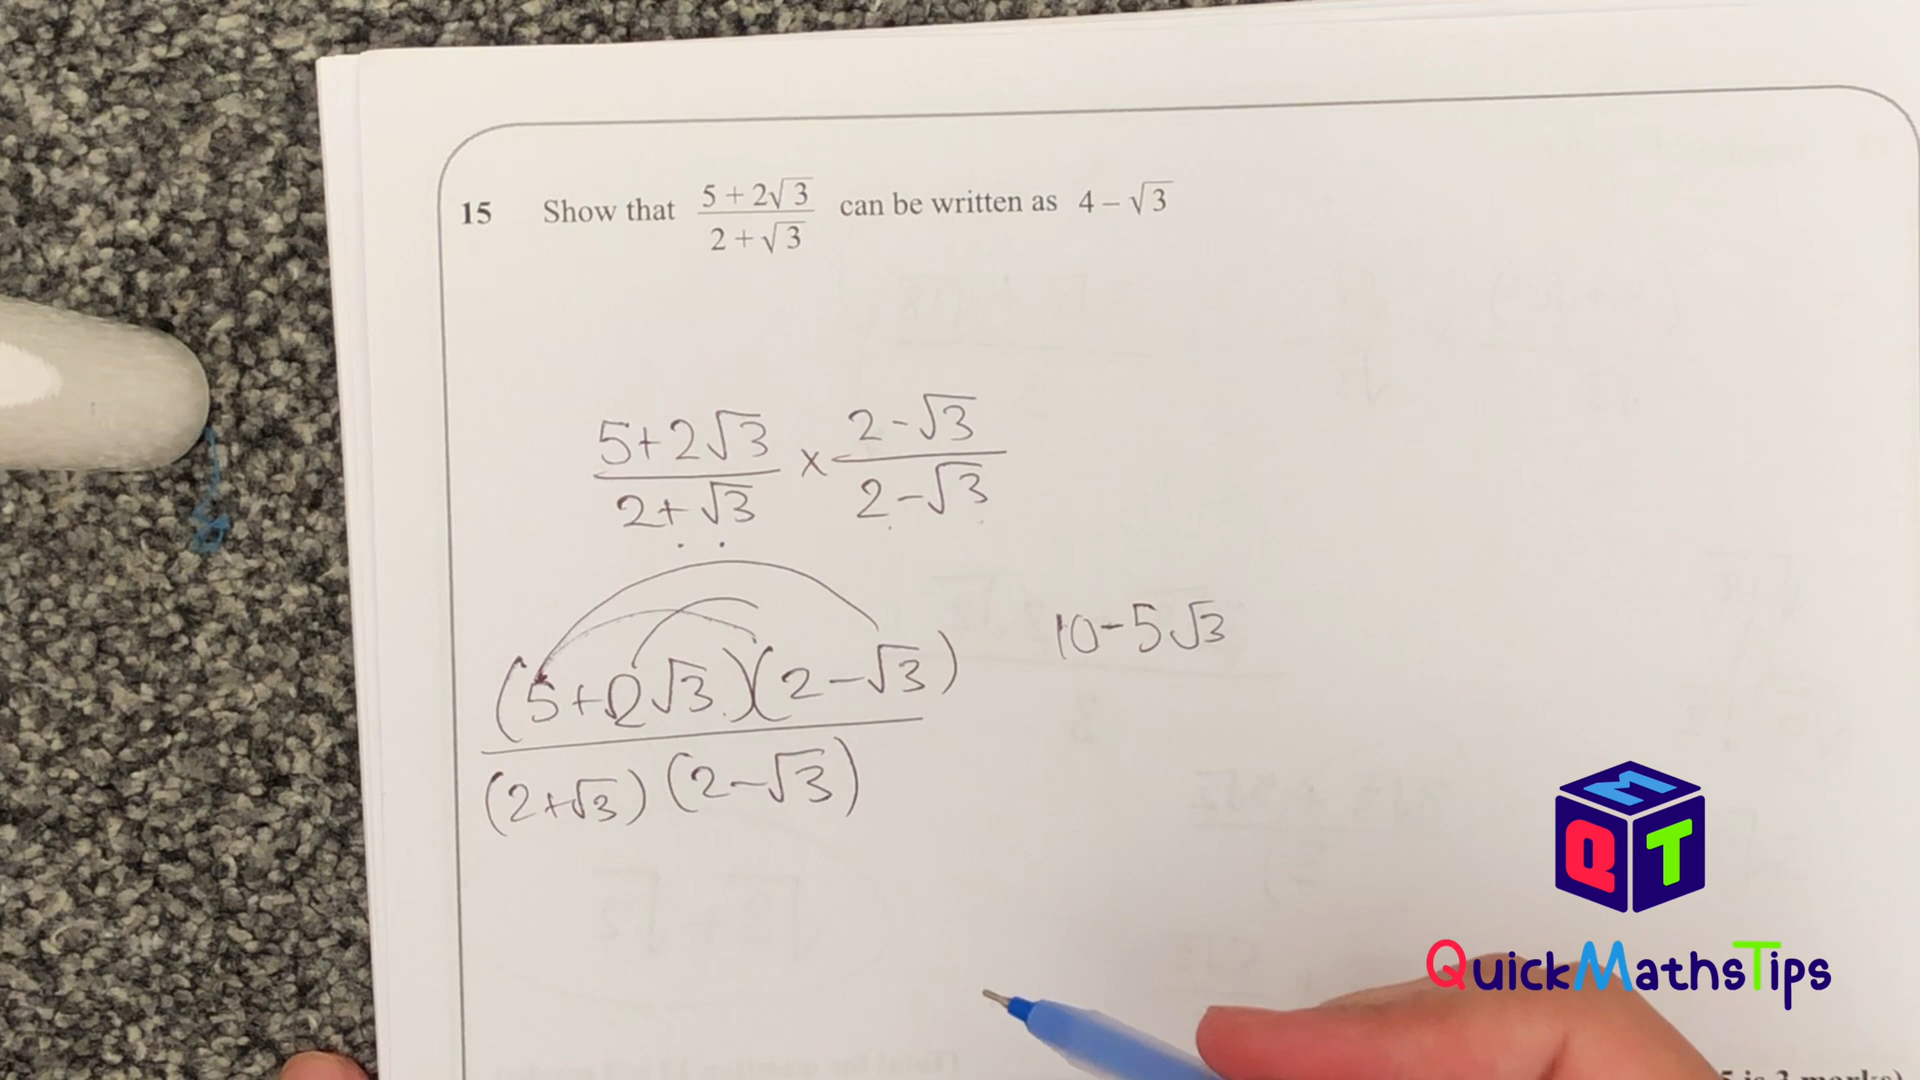 15 Show that (5 + 2√3)/(2 + √3) can be written as 4 – √3
5+2√3 × 2-√3
2+√3 2-√3
(5+2√3)(2-√3) 10-5√3
(2+√3) (2-√3)
M
Q T
QuickMathsTips